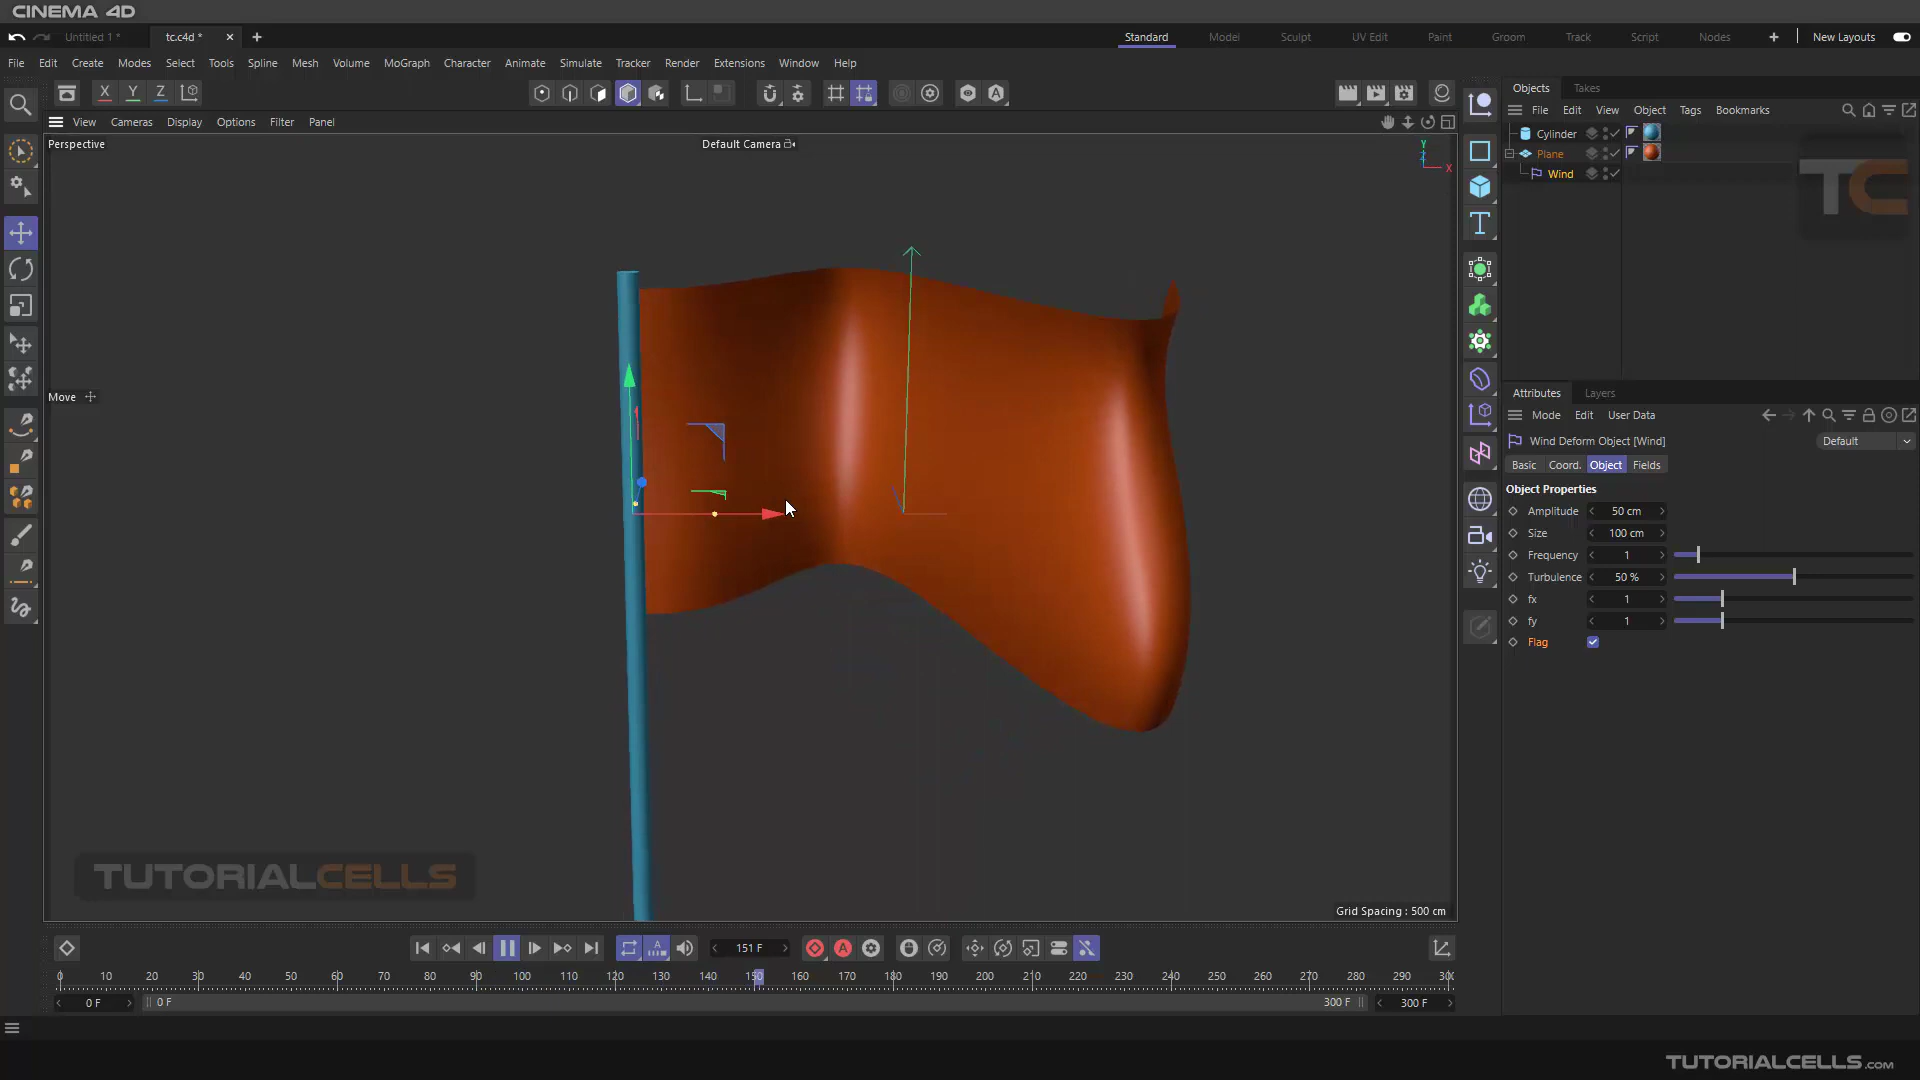 CINEMA 4D
Untitled 1 *
tc.c4d *
Standard Model Sculpt UV Edit Paint Groom Track Script Nodes New Layouts
File Edit Create Modes Select Tools Spline Mesh Volume MoGraph Character Animate Simulate Tracker Render Extensions Window Help
X Y Z
View Cameras Display Options Filter Panel
Perspective
Default Camera
Y
Z
X
Move
TUTORIALCELLS
Grid Spacing : 500 cm
Objects Takes
File Edit View Object Tags Bookmarks
Cylinder
Plane
Wind
TC
Attributes Layers
Mode Edit User Data
Wind Deform Object [Wind]
Default
Basic Coord. Object Fields
Object Properties
Amplitude 50 cm
Size 100 cm
Frequency 1
Turbulence 50 %
fx 1
fy 1
Flag
151 F
0 10 20 30 40 50 60 70 80 90 100 110 120 130 140 150 160 170 180 190 200 210 220 230 240 250 260 270 280 290
0 F
0 F
300 F
300 F
TUTORIALCELLS.COM